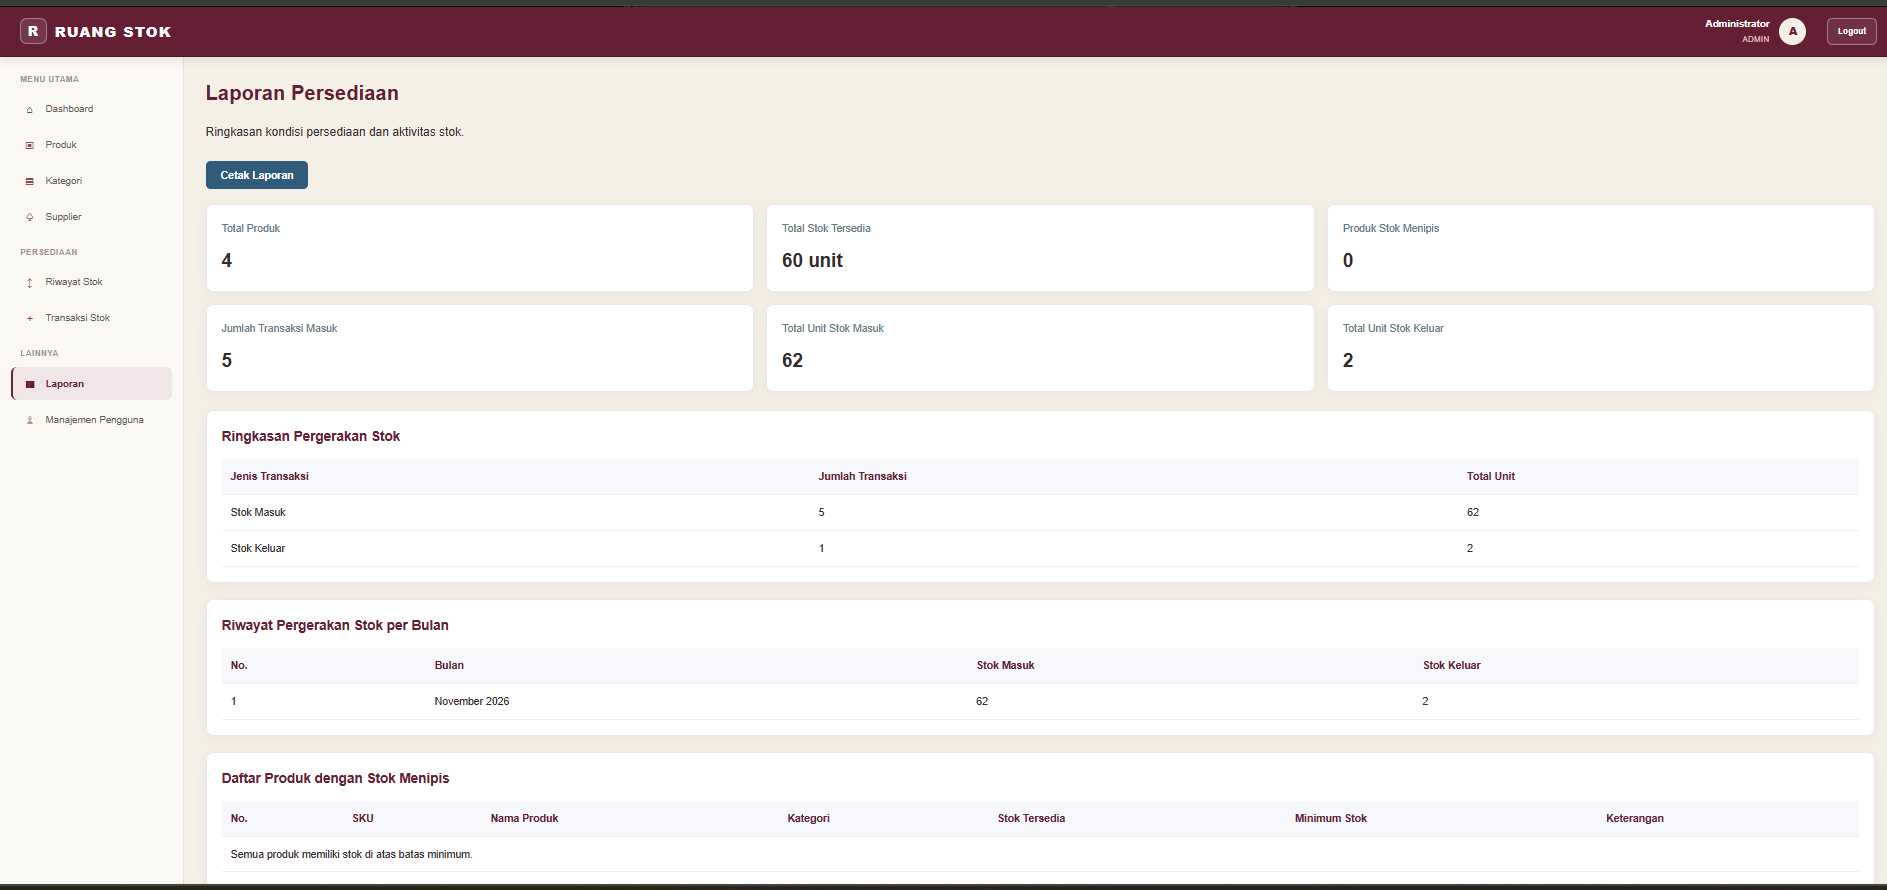 R RUANG STOK
Administrator
ADMIN
A
Logout
MENU UTAMA
Dashboard
Produk
Kategori
Supplier
PERSEDIAAN
Riwayat Stok
Transaksi Stok
LAINNYA
Laporan
Manajemen Pengguna
Laporan Persediaan
Ringkasan kondisi persediaan dan aktivitas stok.
Cetak Laporan
Total Produk
4
Total Stok Tersedia
60 unit
Produk Stok Menipis
0
Jumlah Transaksi Masuk
5
Total Unit Stok Masuk
62
Total Unit Stok Keluar
2
Ringkasan Pergerakan Stok
Jenis Transaksi Jumlah Transaksi Total Unit
Stok Masuk 5 62
Stok Keluar 1 2
Riwayat Pergerakan Stok per Bulan
No. Bulan Stok Masuk Stok Keluar
1 November 2026 62 2
Daftar Produk dengan Stok Menipis
No. SKU Nama Produk Kategori Stok Tersedia Minimum Stok Keterangan
Semua produk memiliki stok di atas batas minimum.